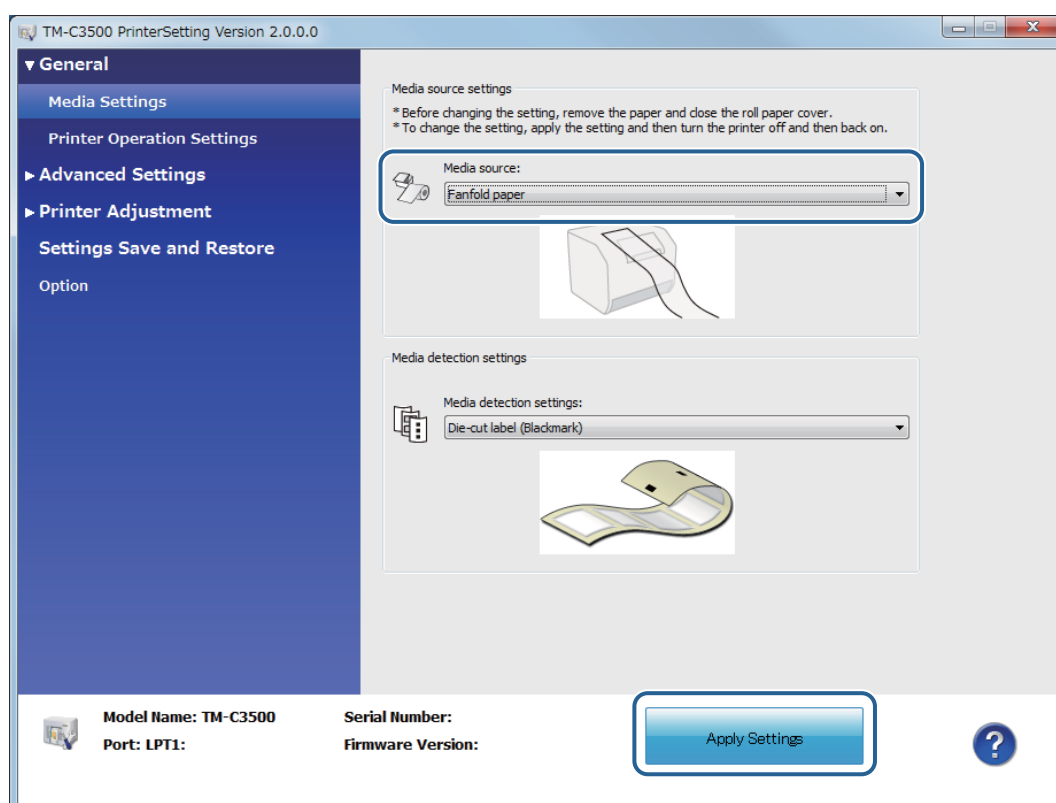 TM-C3500 PrinterSetting Version 2.0.0.0
X
▼ General
Media Settings
Printer Operation Settings
▶ Advanced Settings
▶ Printer Adjustment
Settings Save and Restore
Option
Media source settings
* Before changing the setting, remove the paper and close the roll paper cover.
* To change the setting, apply the setting and then turn the printer off and then back on.
Media source:
Fanfold paper
Media detection settings
Media detection settings:
Die-cut label (Blackmark)
Model Name: TM-C3500
Serial Number:
Port: LPT1:
Firmware Version:
Apply Settings
?